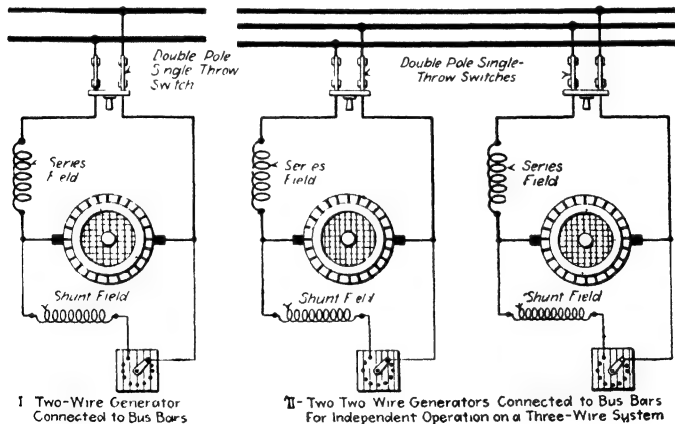 Double Pole
Single Throw
Switch
Series
Field
Shunt Field
I Two-Wire Generator
Connected to Bus Bars
Double Pole Single-
Throw Switches
Series
Field
Shunt Field
Series
Field
Shunt Field
II- Two Two Wire Generators Connected to Bus Bars
For Independent Operation on a Three-Wire System